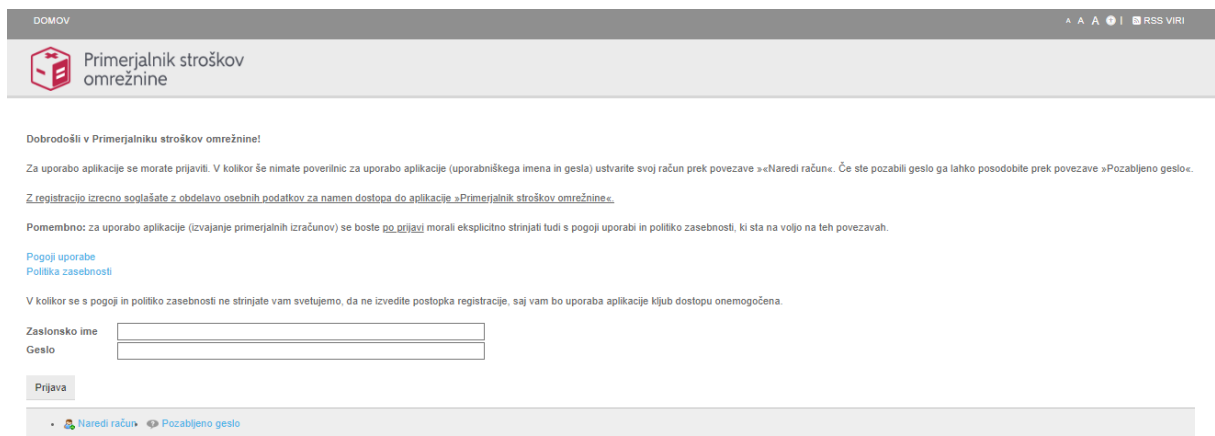 DOMOV
A A A | RSS VIRI
Primerjalnik stroškov
omrežnine
Dobrodošli v Primerjalniku stroškov omrežnine!
Za uporabo aplikacije se morate prijaviti. V kolikor še nimate poverilnic za uporabo aplikacije (uporabniškega imena in gesla) ustvarite svoj račun prek povezave »«Naredi račun«. Če ste pozabili geslo ga lahko posodobite prek povezave »Pozabljeno geslo«.
Z registracijo izrecno soglašate z obdelavo osebnih podatkov za namen dostopa do aplikacije »Primerjalnik stroškov omrežnine«.
Pomembno: za uporabo aplikacije (izvajanje primerjalnih izračunov) se boste po prijavi morali eksplicitno strinjati tudi s pogoji uporabi in politiko zasebnosti, ki sta na voljo na teh povezavah.
Pogoji uporabe
Politika zasebnosti
V kolikor se s pogoji in politiko zasebnosti ne strinjate vam svetujemo, da ne izvedite postopka registracije, saj vam bo uporaba aplikacije kljub dostopu onemogočena.
Zaslonsko ime
Geslo
Prijava
• Naredi račun • Pozabljeno geslo